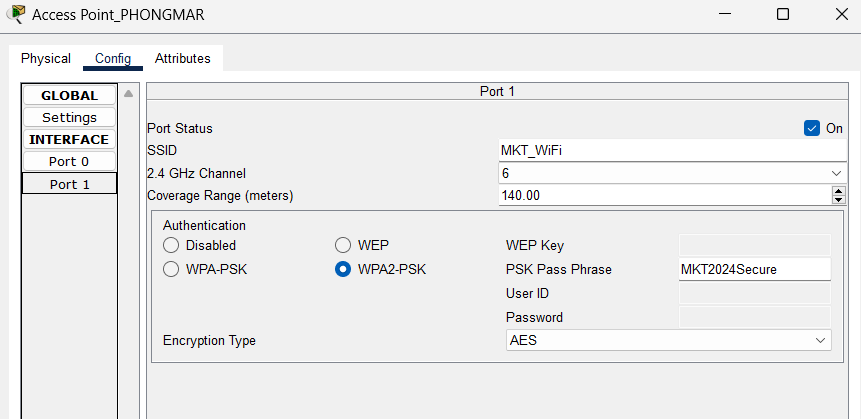 Access Point_PHONGMAR
Physical Config Attributes
GLOBAL
Settings
INTERFACE
Port 0
Port 1
Port 1
Port Status On
SSID MKT_WiFi
2.4 GHz Channel 6
Coverage Range (meters) 140.00
Authentication
Disabled WEP WEP Key
WPA-PSK WPA2-PSK PSK Pass Phrase MKT2024Secure
User ID
Password
Encryption Type AES